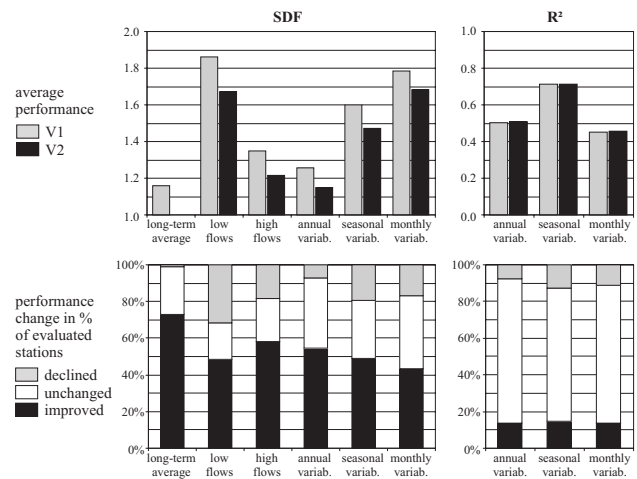 SDF
R²
average
performance
V1
V2
2.0
1.8
1.6
1.4
1.2
1.0
long-term
average
low
flows
high
flows
annual
variab.
seasonal
variab.
monthly
variab.
1.0
0.8
0.6
0.4
0.2
0.0
annual
variab.
seasonal
variab.
monthly
variab.
performance
change in %
of evaluated
stations
declined
unchanged
improved
100%
80%
60%
40%
20%
0%
long-term
average
low
flows
high
flows
annual
variab.
seasonal
variab.
monthly
variab.
100%
80%
60%
40%
20%
0%
annual
variab.
seasonal
variab.
monthly
variab.